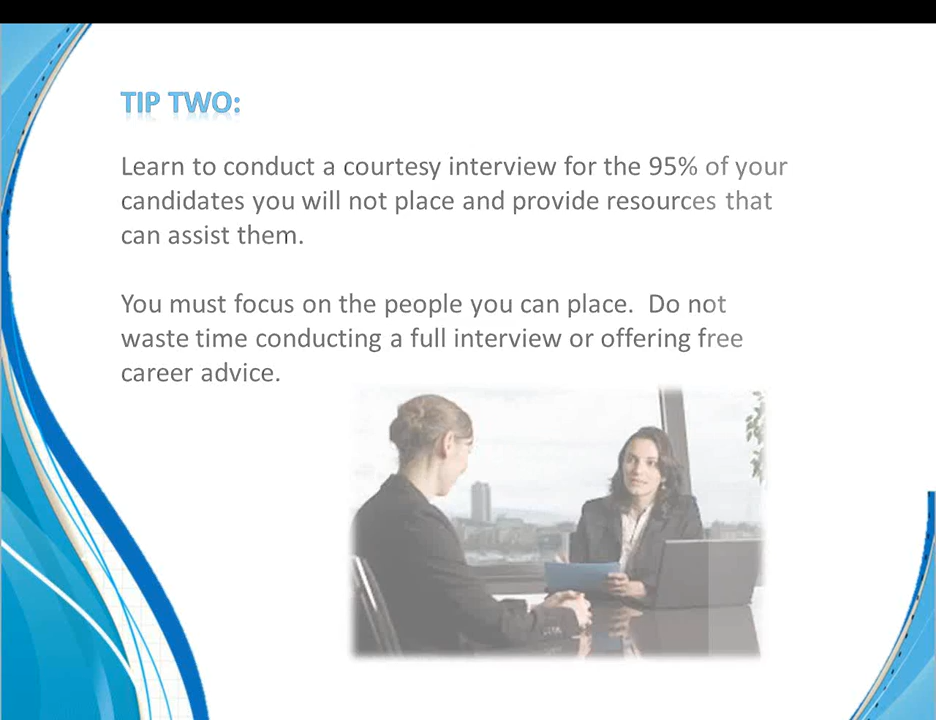 TIP TWO:
Learn to conduct a courtesy interview for the 95% of your
candidates you will not place and provide resources that
can assist them.
You must focus on the people you can place.  Do not
waste time conducting a full interview or offering free
career advice.